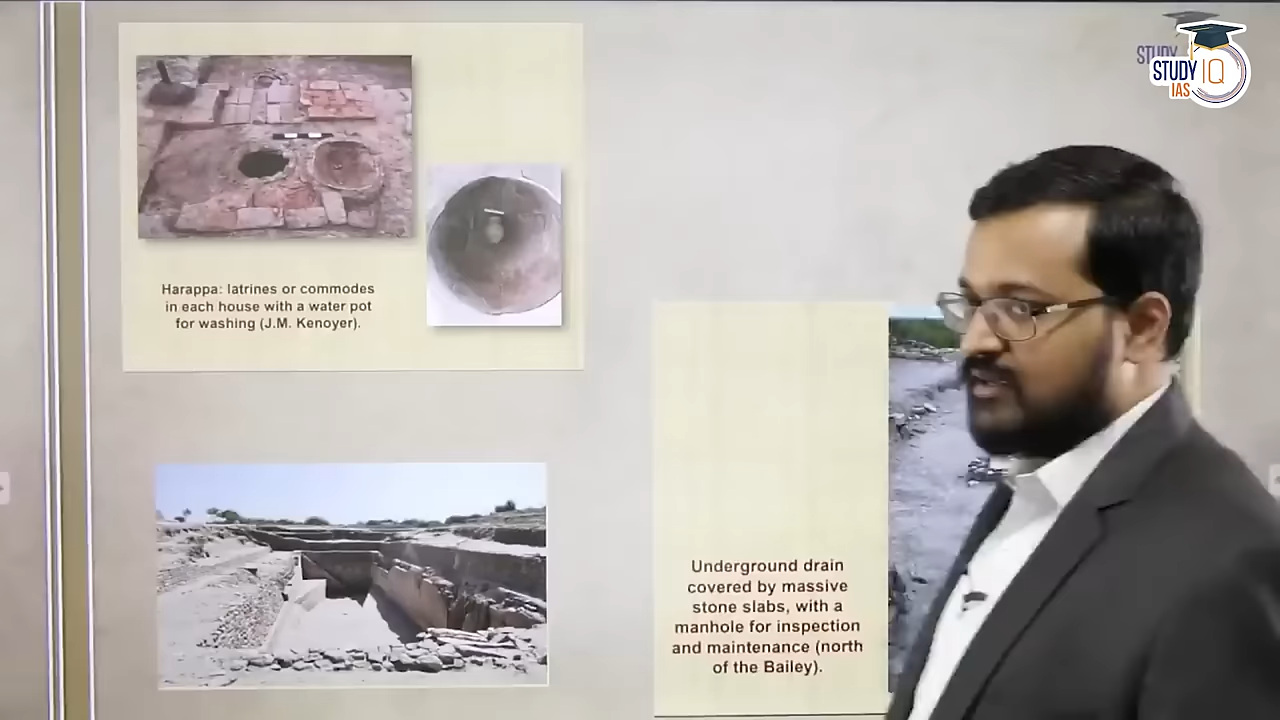 STUDY
STUDY IQ
IAS
Harappa: latrines or commodes
in each house with a water pot
for washing (J.M. Kenoyer).
Underground drain
covered by massive
stone slabs, with a
manhole for inspection
and maintenance (north
of the Bailey).